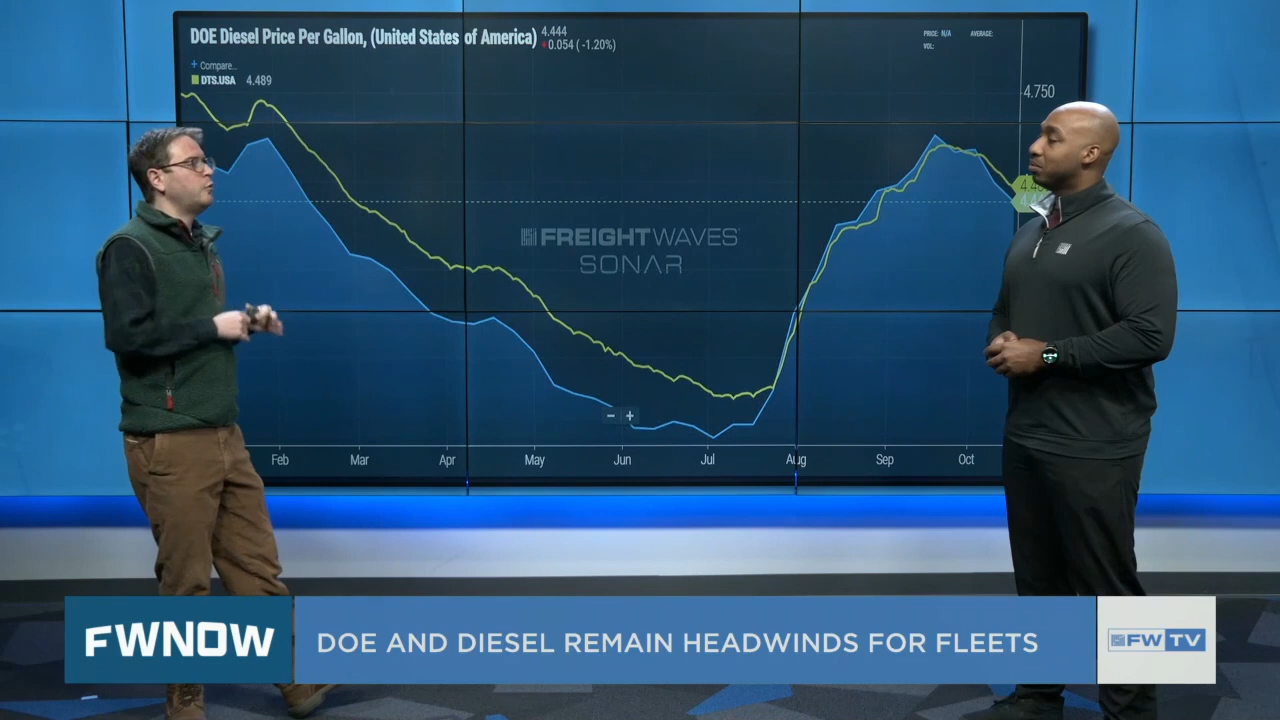 DOE Diesel Price Per Gallon, (United States of America)
4.444
0.054 ( -1.20%)
PRICE: N/A AVERAGE:
VOL:
+ Compare...
DTS.USA 4.489
4.750
FREIGHTWAVES
SONAR
− +
Feb Mar Apr May Jun Jul Aug Sep Oct
FWNOW
DOE AND DIESEL REMAIN HEADWINDS FOR FLEETS
FWTV